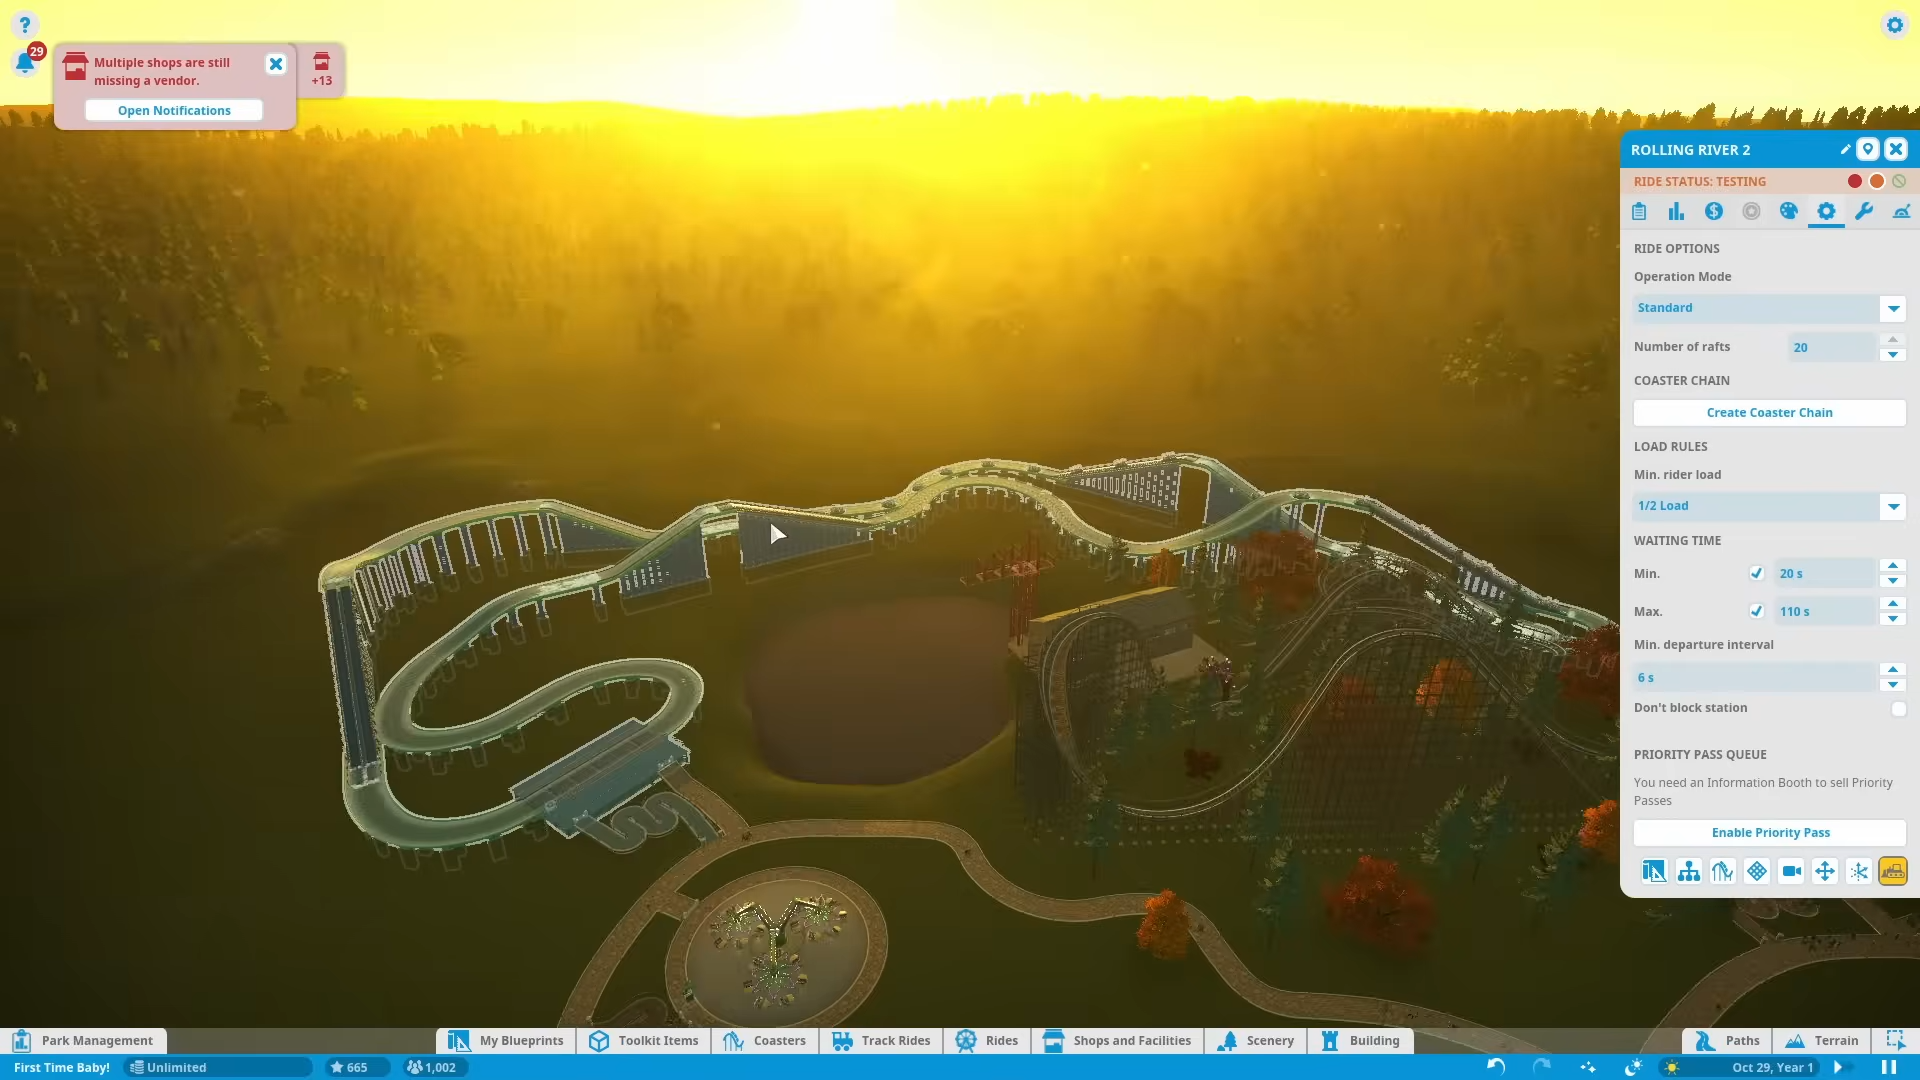 ?
29
Multiple shops are still
missing a vendor.
Open Notifications
+13
ROLLING RIVER 2
RIDE STATUS: TESTING
RIDE OPTIONS
Operation Mode
Standard
Number of rafts 20
COASTER CHAIN
Create Coaster Chain
LOAD RULES
Min. rider load
1/2 Load
WAITING TIME
Min. 20 s
Max. 110 s
Min. departure interval
6 s
Don't block station
PRIORITY PASS QUEUE
You need an Information Booth to sell Priority
Passes
Enable Priority Pass
Park Management
My Blueprints
Toolkit Items
Coasters
Track Rides
Rides
Shops and Facilities
Scenery
Building
Paths
Terrain
First Time Baby!
Unlimited
665
1,002
Oct 29, Year 1